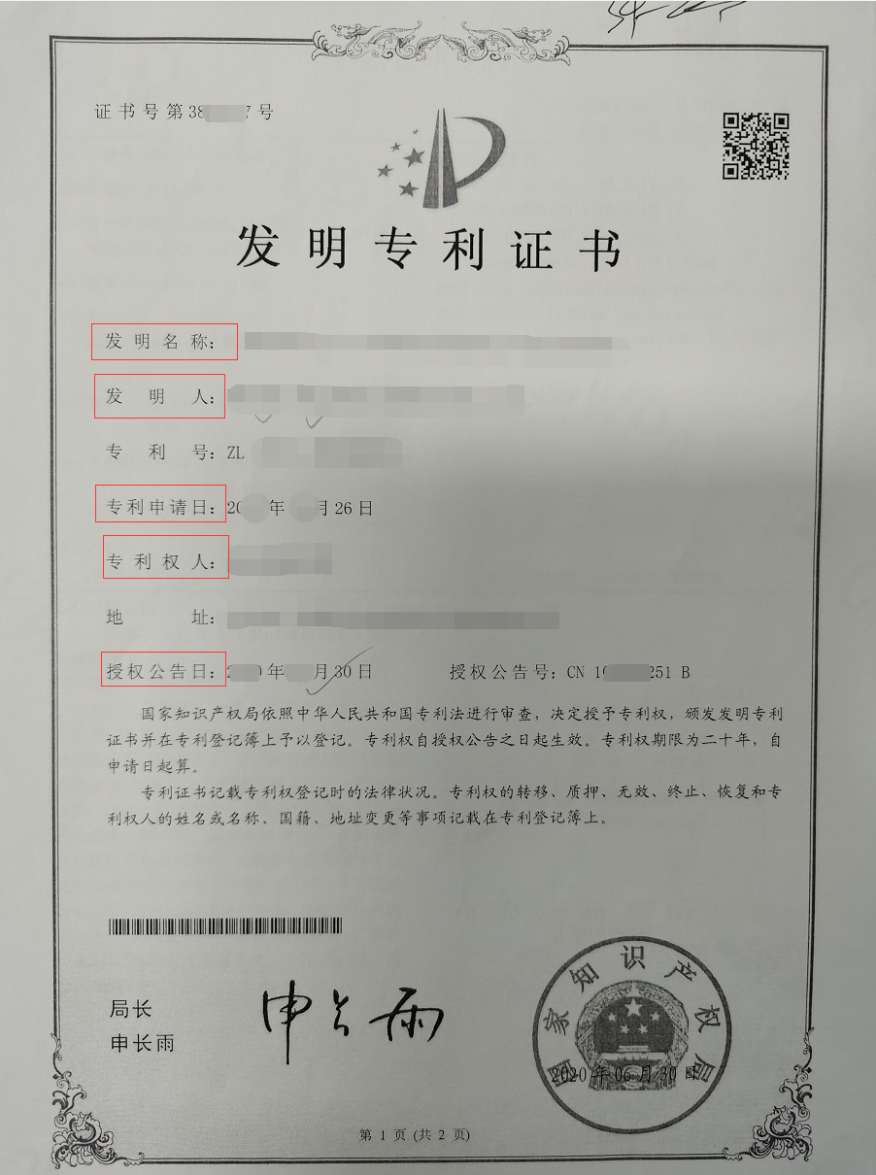 证书号第38 7号
发明专利证书
发明名称：
发明人：
专利号：ZL
专利申请日：20 年 月26日
专利权人：
地址：
授权公告日：2 0年 月30日 授权公告号：CN 10 251 B
国家知识产权局依照中华人民共和国专利法进行审查，决定授予专利权，颁发发明专利
证书并在专利登记簿上予以登记。专利权自授权公告之日起生效。专利权期限为二十年，自
申请日起算。
专利证书记载专利权登记时的法律状况。专利权的转移、质押、无效、终止、恢复和专
利权人的姓名或名称、国籍、地址变更等事项记载在专利登记簿上。
局长
申长雨
申长雨
国家知识产权局
2020年06月30日
第 1 页 (共 2 页)